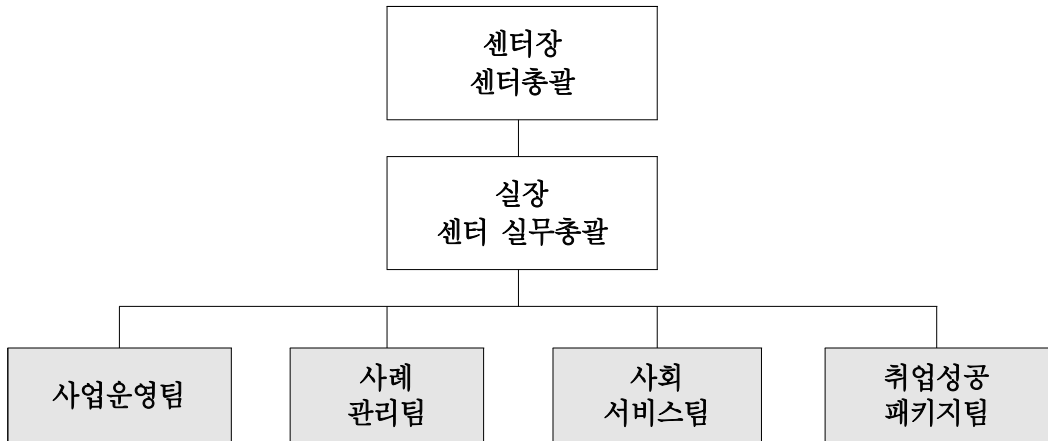 센터장
센터총괄
실장
센터 실무총괄
사업운영팀
사례
관리팀
사회
서비스팀
취업성공
패키지팀